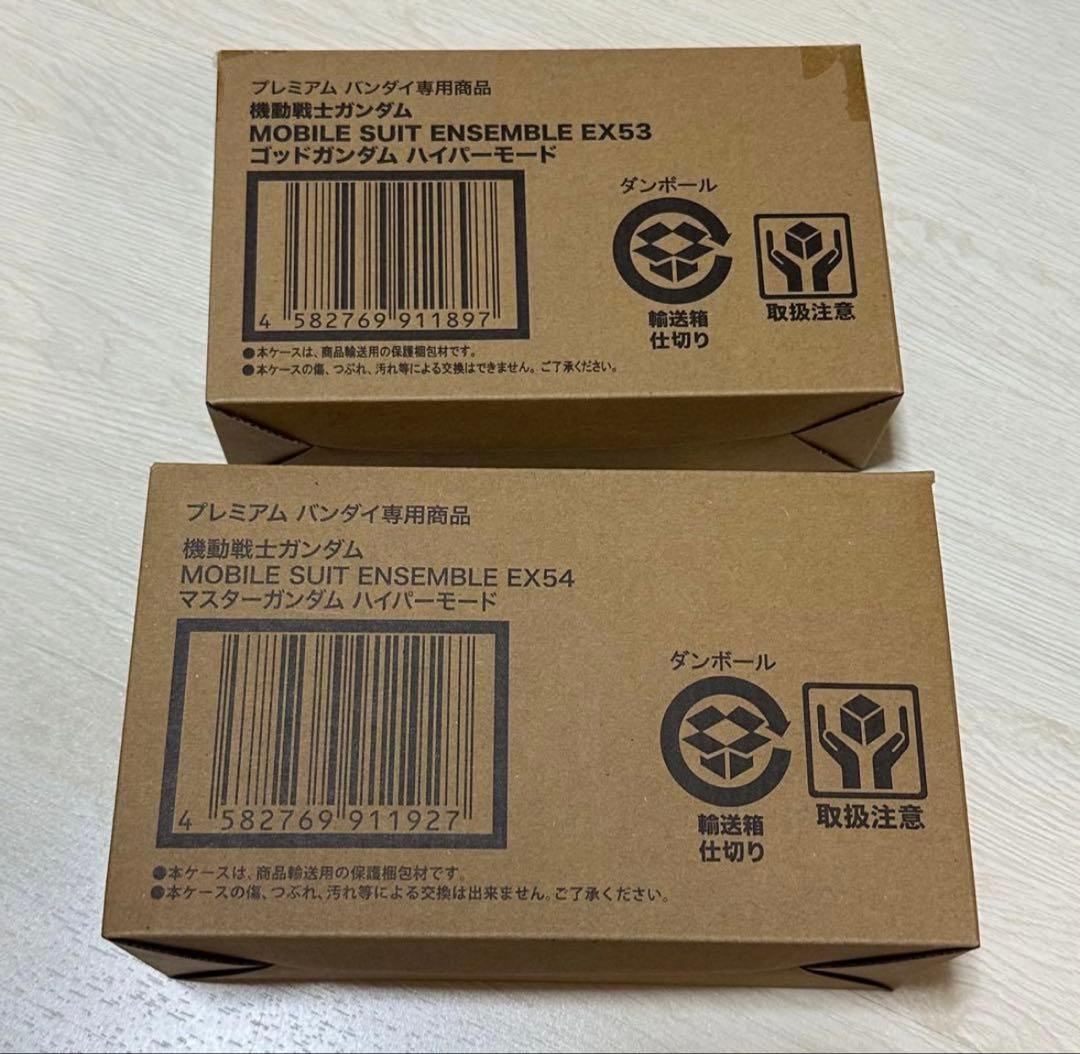 プレミアム バンダイ専用商品
機動戦士ガンダム
MOBILE SUIT ENSEMBLE EX53
ゴッドガンダム ハイパーモード
4 582769 911897
ダンボール
輸送箱
仕切り
取扱注意
●本ケースは、商品輸送用の保護梱包材です。
●本ケースの傷、つぶれ、汚れ等による交換はできません。ご了承ください。
プレミアム バンダイ専用商品
機動戦士ガンダム
MOBILE SUIT ENSEMBLE EX54
マスターガンダム ハイパーモード
4 582769 911927
ダンボール
輸送箱
仕切り
取扱注意
●本ケースは、商品輸送用の保護梱包材です。
●本ケースの傷、つぶれ、汚れ等による交換は出来ません。ご了承ください。